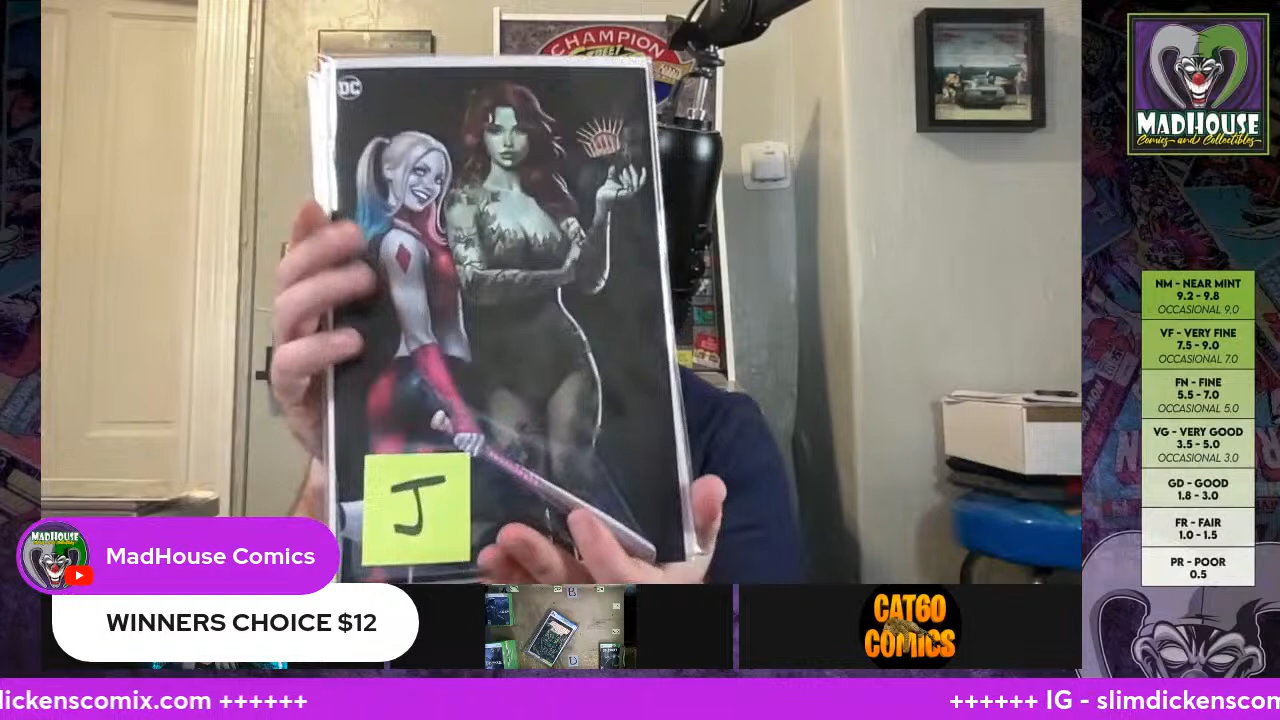 CHAMPION
DC
J
MADHOUSE
Comics and Collectibles
NM - NEAR MINT
9.2 - 9.8
OCCASIONAL 9.0
VF - VERY FINE
7.5 - 9.0
OCCASIONAL 7.0
FN - FINE
5.5 - 7.0
OCCASIONAL 5.0
VG - VERY GOOD
3.5 - 5.0
OCCASIONAL 3.0
GD - GOOD
1.8 - 3.0
FR - FAIR
1.0 - 1.5
PR - POOR
0.5
MadHouse Comics
WINNERS CHOICE $12
B
D
CAT60
COMICS
dickenscomix.com ++++++
++++++ IG - slimdickenscon